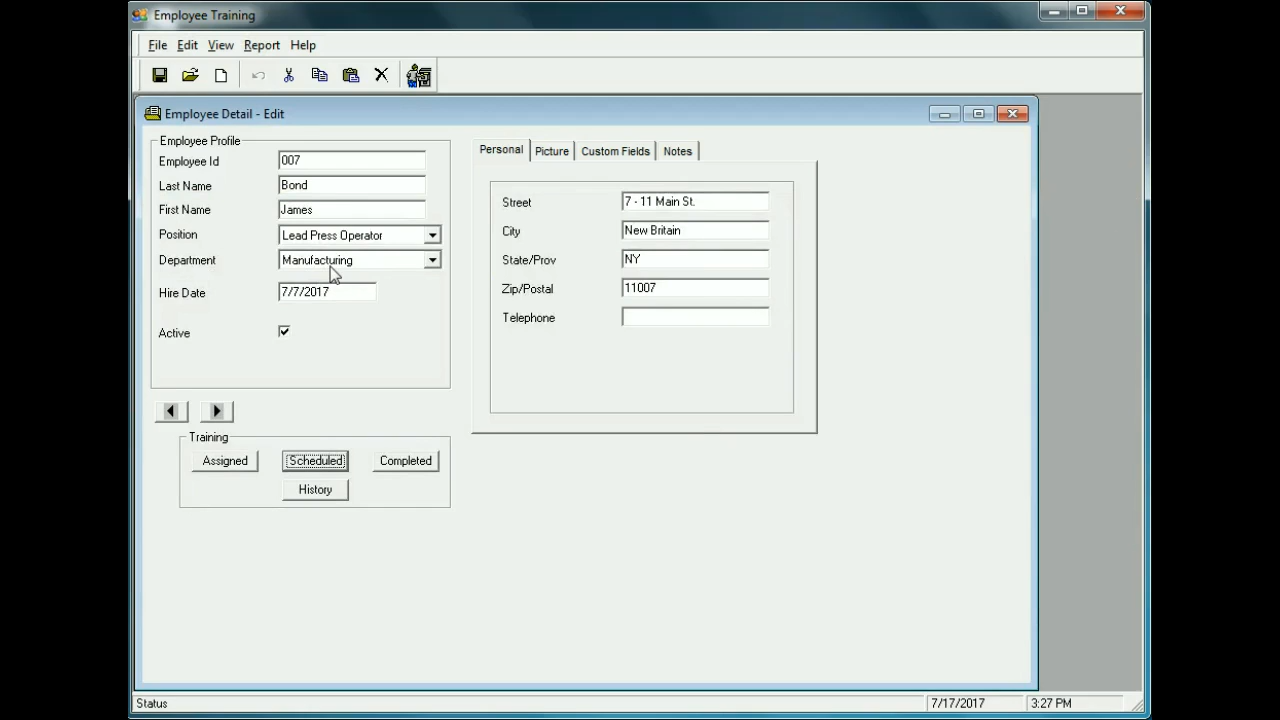 Employee Training
File Edit View Report Help
Employee Detail - Edit
Employee Profile
Employee Id 007
Last Name Bond
First Name James
Position Lead Press Operator
Department Manufacturing
Hire Date 7/7/2017
Active
Training
Assigned Scheduled Completed
History
Personal Picture Custom Fields Notes
Street 7 - 11 Main St.
City New Britain
State/Prov NY
Zip/Postal 11007
Telephone
Status 7/17/2017 3:27 PM